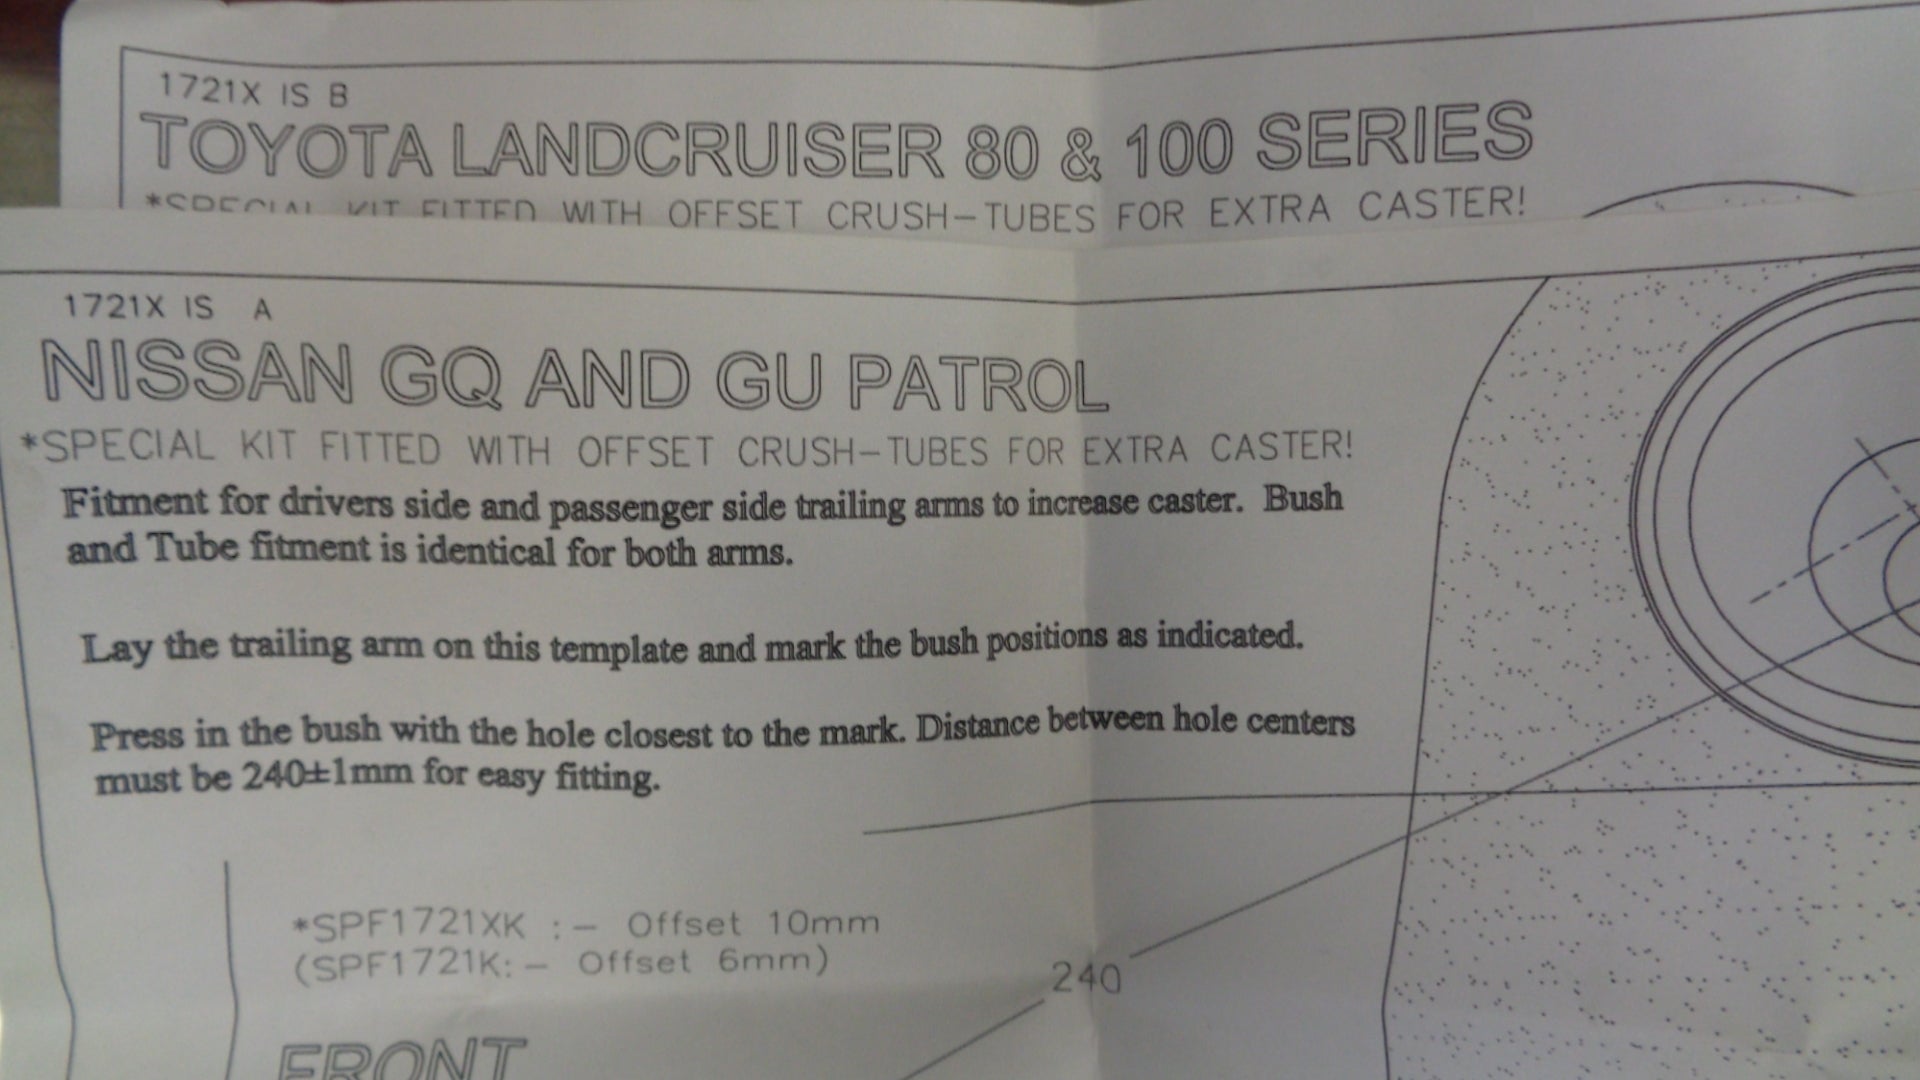 1721X IS B
TOYOTA LANDCRUISER 80 & 100 SERIES
*SPECIAL KIT FITTED WITH OFFSET CRUSH-TUBES FOR EXTRA CASTER!
1721X IS A
NISSAN GQ AND GU PATROL
*SPECIAL KIT FITTED WITH OFFSET CRUSH-TUBES FOR EXTRA CASTER!
Fitment for drivers side and passenger side trailing arms to increase caster. Bush
and Tube fitment is identical for both arms.
Lay the trailing arm on this template and mark the bush positions as indicated.
Press in the bush with the hole closest to the mark. Distance between hole centers
must be 240±1mm for easy fitting.
*SPF1721XK :- Offset 10mm
(SPF1721K:- Offset 6mm)
240
FRONT